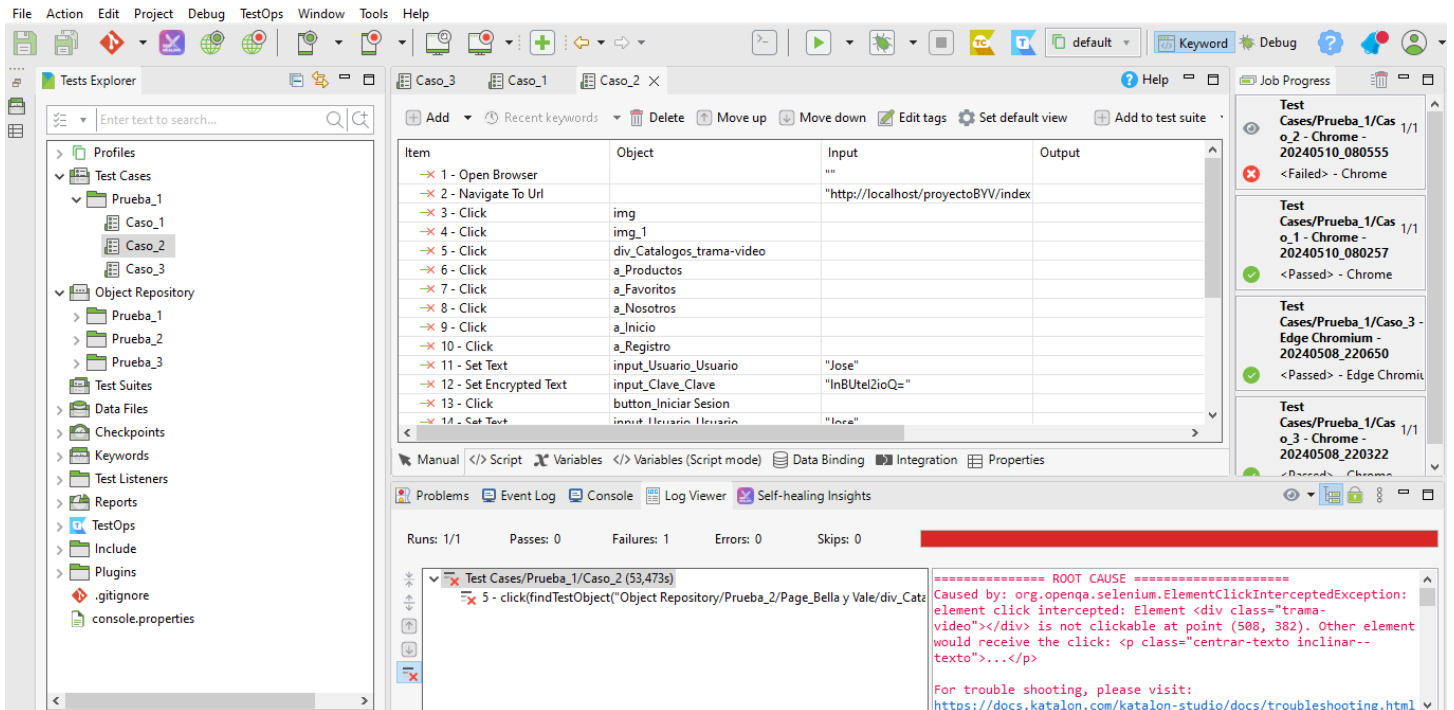 File Action Edit Project Debug TestOps Window Tools Help
default
Keyword
Debug
Tests Explorer
Enter text to search...
Profiles
Test Cases
Prueba_1
Caso_1
Caso_2
Caso_3
Object Repository
Prueba_1
Prueba_2
Prueba_3
Test Suites
Data Files
Checkpoints
Keywords
Test Listeners
Reports
TestOps
Include
Plugins
.gitignore
console.properties
Caso_3 Caso_1 Caso_2
Help
Add Recent keywords Delete Move up Move down Edit tags Set default view Add to test suite
Item Object Input Output
1 - Open Browser ""
2 - Navigate To Url "http://localhost/proyectoBYV/index
3 - Click img
4 - Click img_1
5 - Click div_Catalogos_trama-video
6 - Click a_Productos
7 - Click a_Favoritos
8 - Click a_Nosotros
9 - Click a_Inicio
10 - Click a_Registro
11 - Set Text input_Usuario_Usuario "Jose"
12 - Set Encrypted Text input_Clave_Clave "InBUtel2ioQ="
13 - Click button_Iniciar Sesion
14 - Set Text input_Usuario_Usuario "Jose"
Manual </> Script Variables </> Variables (Script mode) Data Binding Integration Properties
Job Progress
Test
Cases/Prueba_1/Cas
o_2 - Chrome -
20240510_080555
1/1
<Failed> - Chrome
Test
Cases/Prueba_1/Cas
o_1 - Chrome -
20240510_080257
1/1
<Passed> - Chrome
Test
Cases/Prueba_1/Caso_3 -
Edge Chromium -
20240508_220650
<Passed> - Edge Chromiu
Test
Cases/Prueba_1/Cas
o_3 - Chrome -
20240508_220322
1/1
<Passed> - Chrome
Problems Event Log Console Log Viewer Self-healing Insights
Runs: 1/1 Passes: 0 Failures: 1 Errors: 0 Skips: 0
Test Cases/Prueba_1/Caso_2 (53,473s)
5 - click(findTestObject("Object Repository/Prueba_2/Page_Bella y Vale/div_Cata
=============== ROOT CAUSE =====================
Caused by: org.openqa.selenium.ElementClickInterceptedException:
element click intercepted: Element <div class="trama-
video"></div> is not clickable at point (508, 382). Other element
would receive the click: <p class="centrar-texto inclinar--
texto">...</p>
For trouble shooting, please visit:
https://docs.katalon.com/katalon-studio/docs/troubleshooting.html